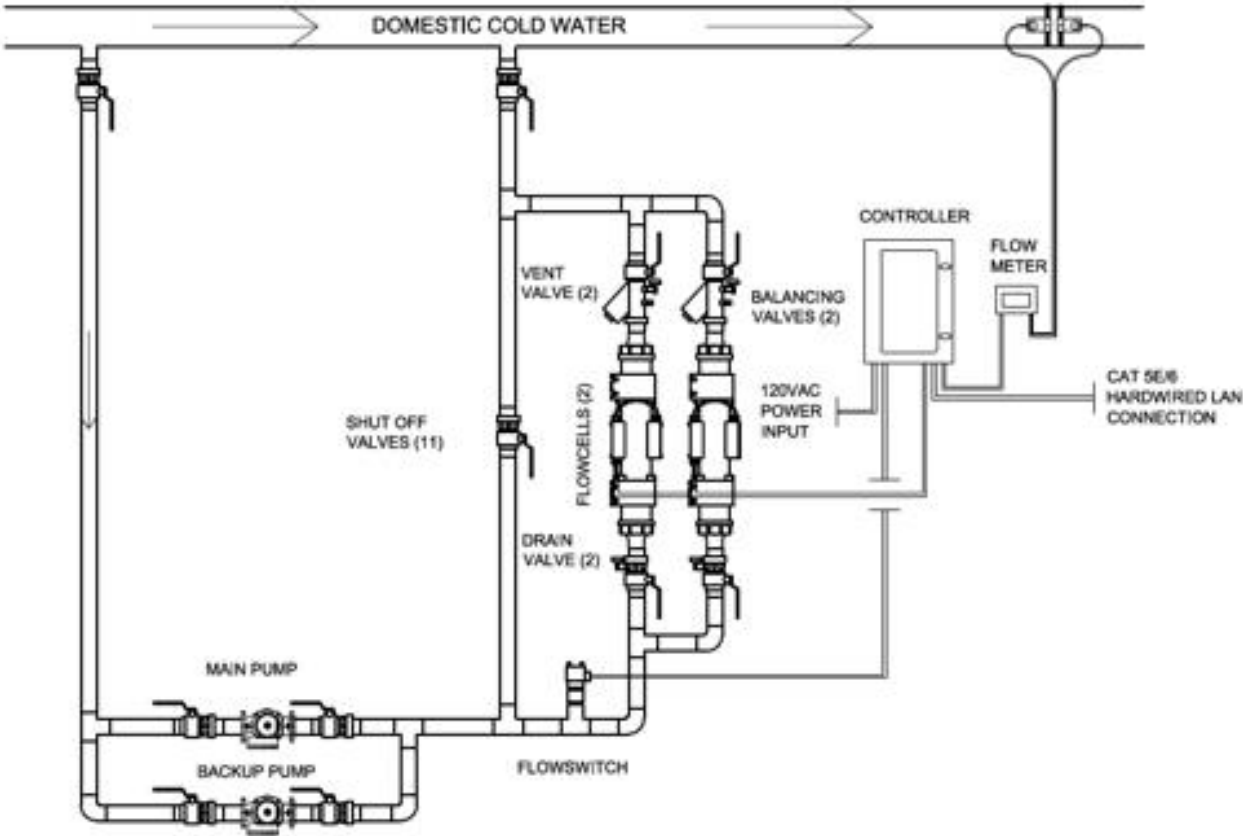 DOMESTIC COLD WATER
CONTROLLER
FLOW
METER
VENT
VALVE (2)
BALANCING
VALVES (2)
120VAC
POWER
INPUT
CAT 5E/6
HARDWIRED LAN
CONNECTION
SHUT OFF
VALVES (11)
FLOWCELLS (2)
DRAIN
VALVE (2)
MAIN PUMP
BACKUP PUMP
FLOWSWITCH